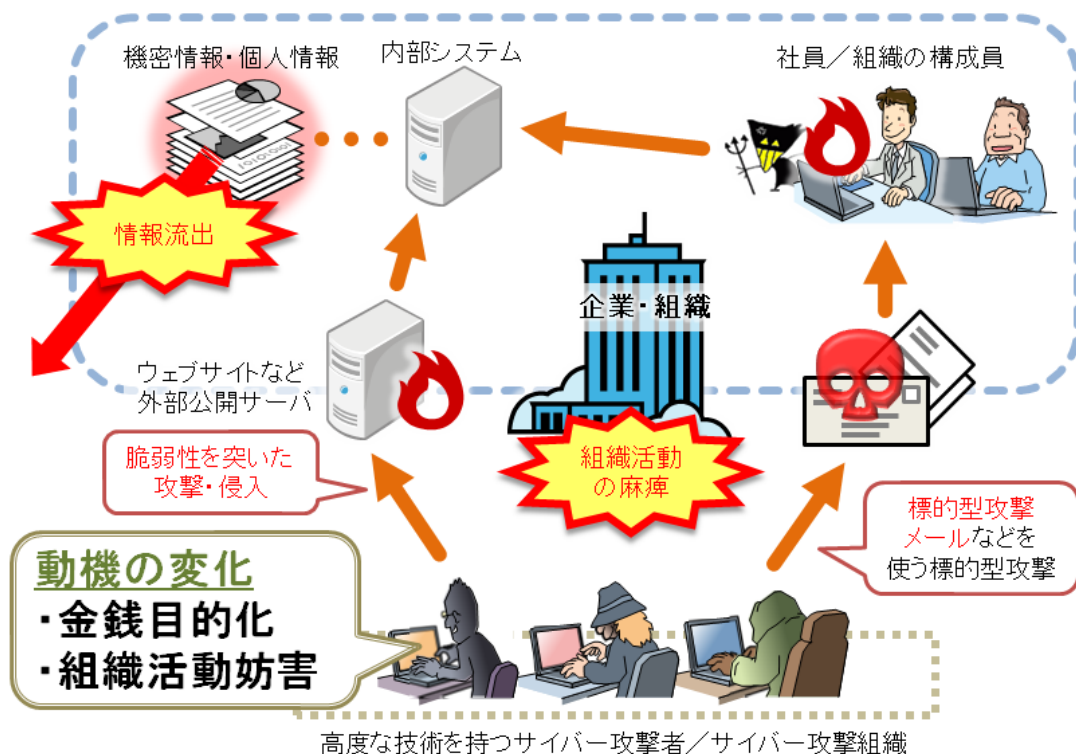 機密情報・個人情報
内部システム
社員／組織の構成員
情報流出
企業・組織
ウェブサイトなど
外部公開サーバ
脆弱性を突いた
攻撃・侵入
組織活動
の麻痺
標的型攻撃
メールなどを
使う標的型攻撃
動機の変化
・金銭目的化
・組織活動妨害
高度な技術を持つサイバー攻撃者／サイバー攻撃組織